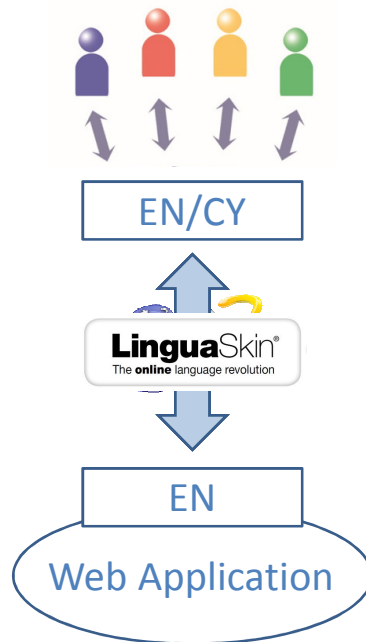 EN/CY
LinguaSkin®
The online language revolution
EN
Web Application